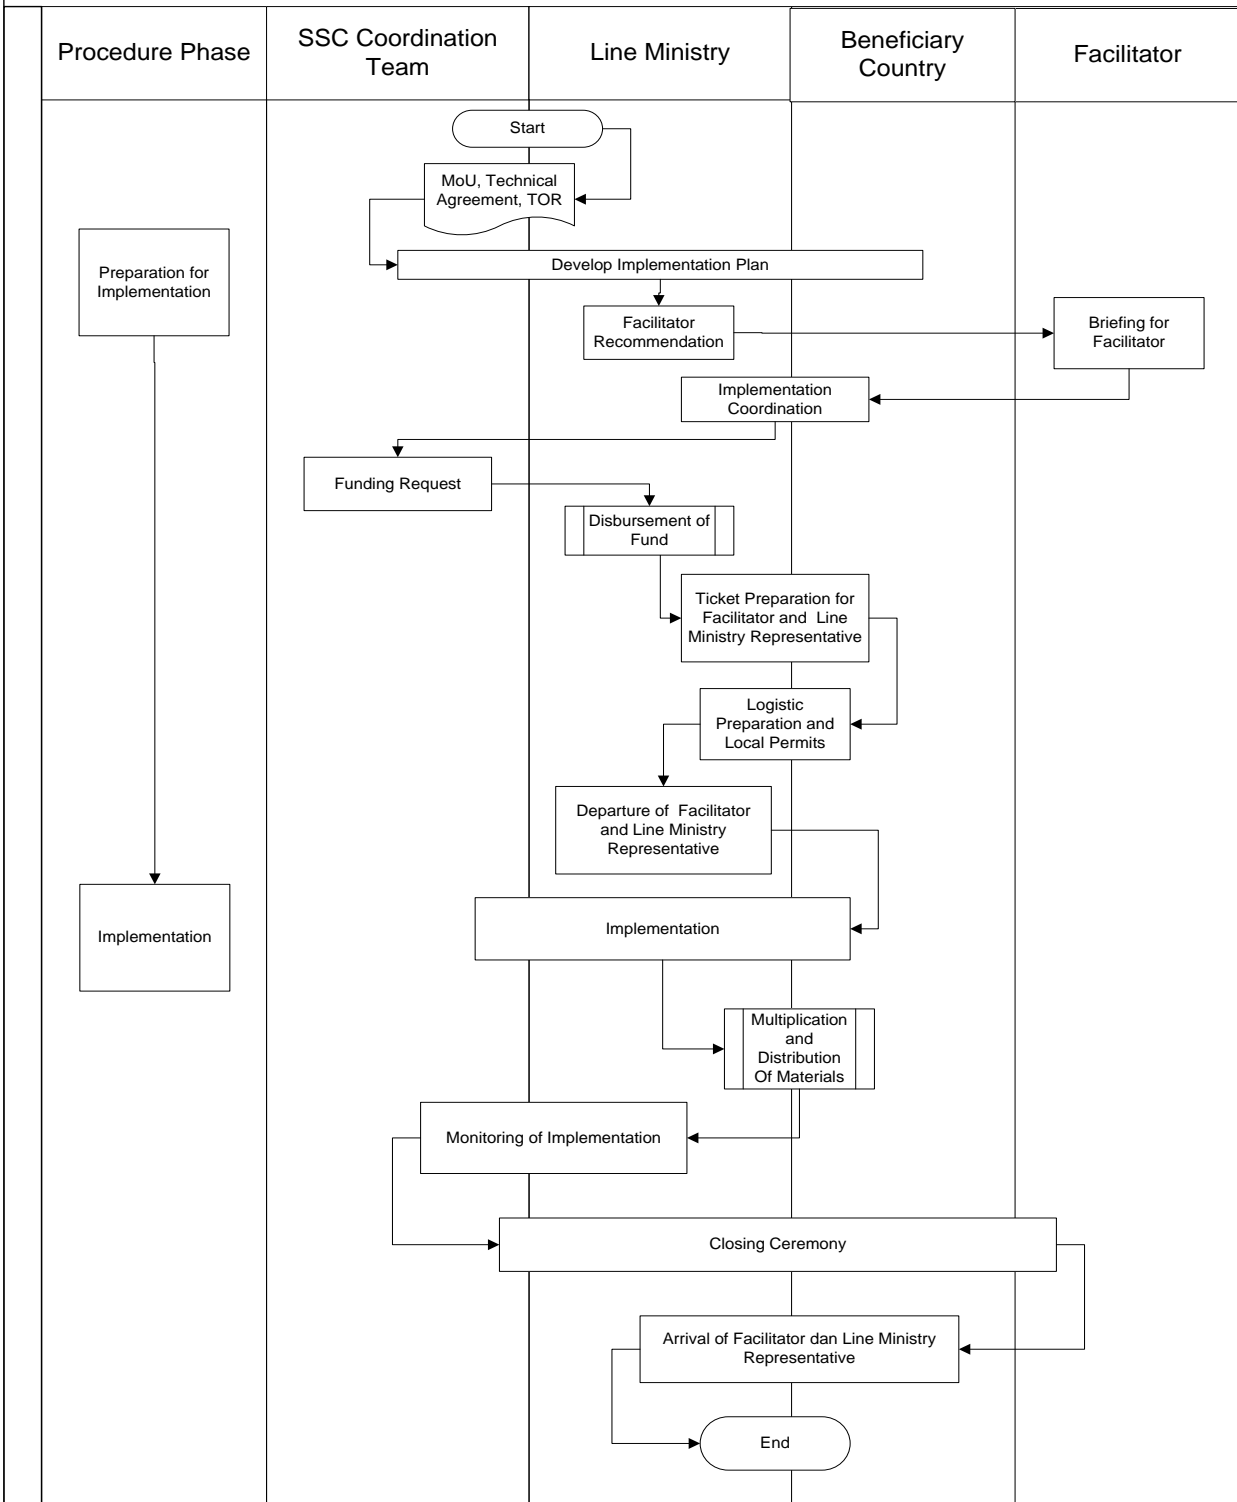 Procedure Phase
SSC Coordination
Team
Line Ministry
Beneficiary
Country
Facilitator
Start
MoU, Technical
Agreement, TOR
Develop Implementation Plan
Preparation for
Implementation
Facilitator
Recommendation
Briefing for
Facilitator
Implementation
Coordination
Funding Request
Disbursement of
Fund
Ticket Preparation for
Facilitator and Line
Ministry Representative
Logistic
Preparation and
Local Permits
Departure of Facilitator
and Line Ministry
Representative
Implementation
Implementation
Multiplication
and
Distribution
Of Materials
Monitoring of Implementation
Closing Ceremony
Arrival of Facilitator dan Line Ministry
Representative
End